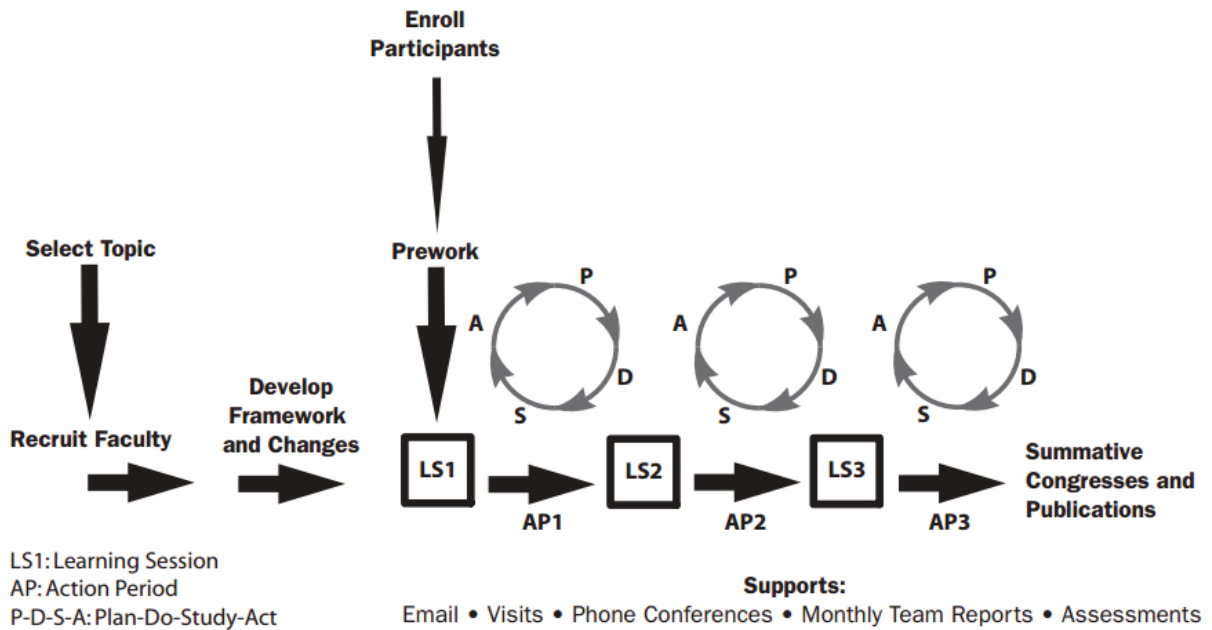 Enroll
Participants
Select Topic
Prework
P
A
D
S
P
A
D
S
P
A
D
S
Develop
Framework
and Changes
Recruit Faculty
LS1
LS2
LS3
AP1
AP2
AP3
Summative
Congresses and
Publications
LS1: Learning Session
AP: Action Period
P-D-S-A: Plan-Do-Study-Act
Supports:
Email • Visits • Phone Conferences • Monthly Team Reports • Assessments